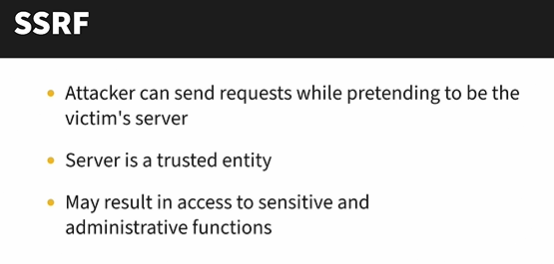 SSRF
• Attacker can send requests while pretending to be the
victim's server
• Server is a trusted entity
• May result in access to sensitive and
administrative functions